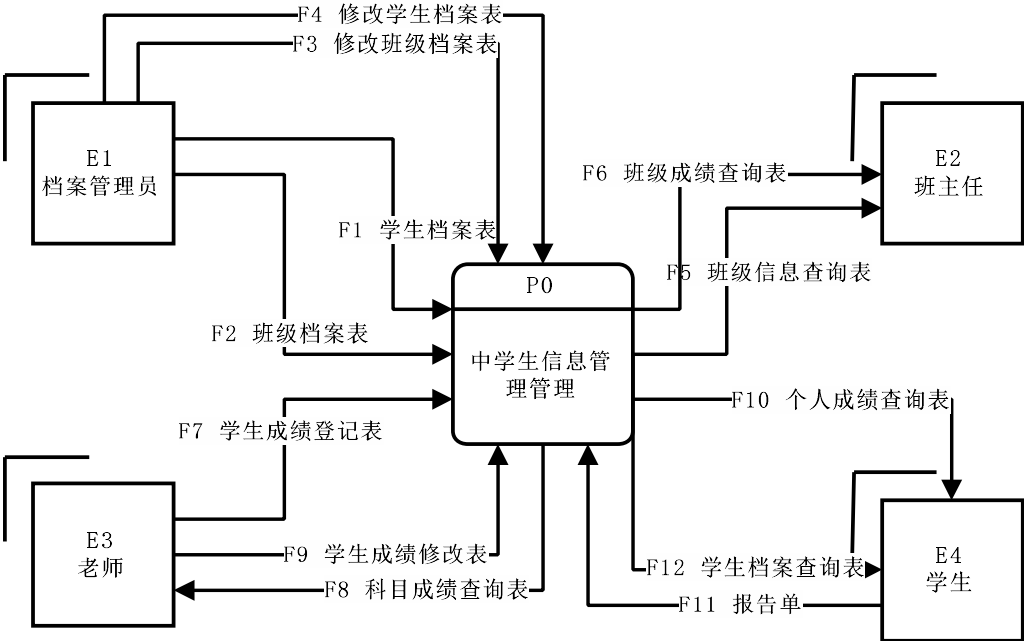 F4 修改学生档案表
F3 修改班级档案表
E1
档案管理员
E2
班主任
F6 班级成绩查询表
F1 学生档案表
F5 班级信息查询表
P0
F2 班级档案表
中学生信息管
理管理
F10 个人成绩查询表
F7 学生成绩登记表
E3
老师
F9 学生成绩修改表
F8 科目成绩查询表
E4
学生
F12 学生档案查询表
F11 报告单